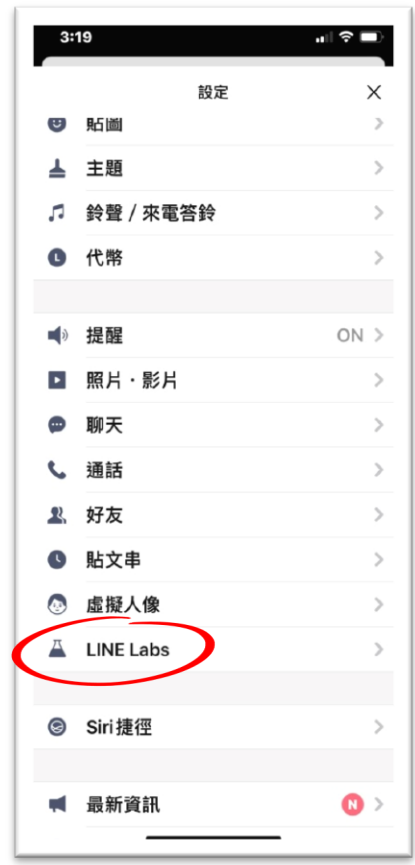 3:19
設定
貼圖
主題
鈴聲 / 來電答鈴
代幣
提醒 ON
照片・影片
聊天
通話
好友
貼文串
虛擬人像
LINE Labs
Siri捷徑
最新資訊 N